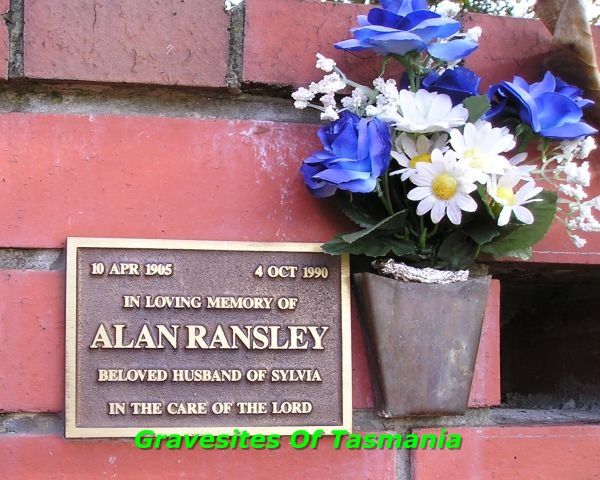 10 APR 1905 4 OCT 1990
IN LOVING MEMORY OF
ALAN RANSLEY
BELOVED HUSBAND OF SYLVIA
IN THE CARE OF THE LORD
Gravesites Of Tasmania